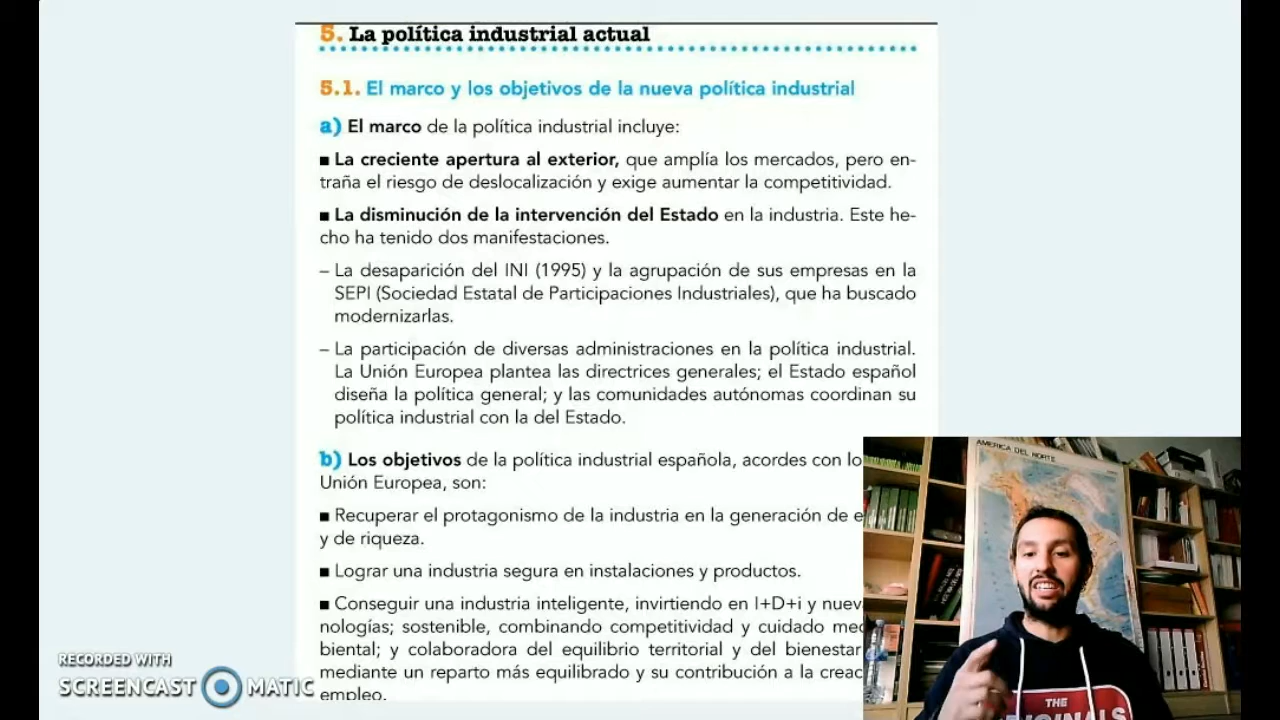 5. La política industrial actual
5.1. El marco y los objetivos de la nueva política industrial
a) El marco de la política industrial incluye:
■ La creciente apertura al exterior, que amplía los mercados, pero en-
traña el riesgo de deslocalización y exige aumentar la competitividad.
■ La disminución de la intervención del Estado en la industria. Este he-
cho ha tenido dos manifestaciones.
– La desaparición del INI (1995) y la agrupación de sus empresas en la
SEPI (Sociedad Estatal de Participaciones Industriales), que ha buscado
modernizarlas.
– La participación de diversas administraciones en la política industrial.
La Unión Europea plantea las directrices generales; el Estado español
diseña la política general; y las comunidades autónomas coordinan su
política industrial con la del Estado.
b) Los objetivos de la política industrial española, acordes con lo
Unión Europea, son:
■ Recuperar el protagonismo de la industria en la generación de e
y de riqueza.
■ Lograr una industria segura en instalaciones y productos.
■ Conseguir una industria inteligente, invirtiendo en I+D+i y nuev
nologías; sostenible, combinando competitividad y cuidado med
biental; y colaboradora del equilibrio territorial y del bienestar
mediante un reparto más equilibrado y su contribución a la creac
empleo.
AMERICA DEL NORTE
THE
ORIGINALS
RECORDED WITH
SCREENCAST MATIC